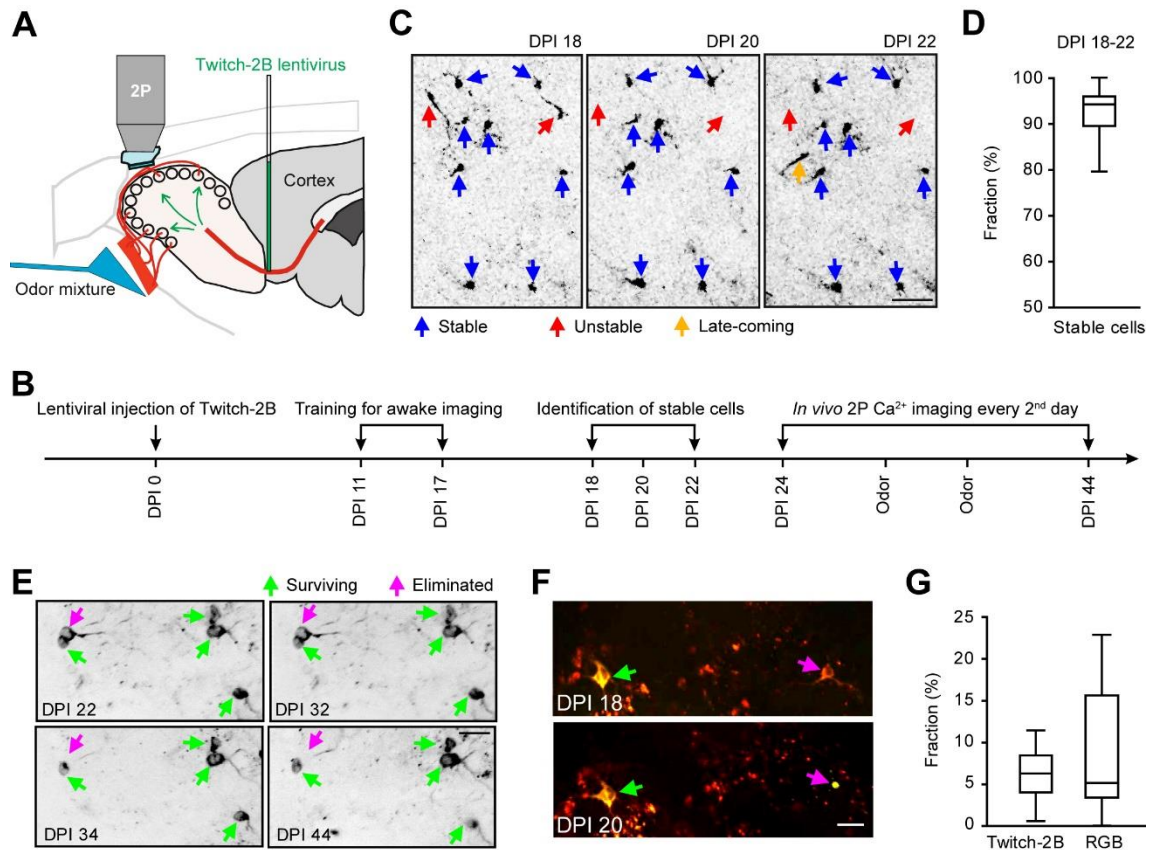 A
2P
Twitch-2B lentivirus
Cortex
Odor mixture
C
DPI 18
DPI 20
DPI 22
Stable
Unstable
Late-coming
D
DPI 18-22
Fraction (%)
100
90
80
70
60
50
Stable cells
B
Lentiviral injection of Twitch-2B
Training for awake imaging
Identification of stable cells
In vivo 2P Ca²⁺ imaging every 2ⁿᵈ day
DPI 0
DPI 11
DPI 17
DPI 18
DPI 20
DPI 22
DPI 24
Odor
Odor
DPI 44
E
Surviving
Eliminated
DPI 22
DPI 32
DPI 34
DPI 44
F
DPI 18
DPI 20
G
Fraction (%)
25
20
15
10
5
0
Twitch-2B
RGB